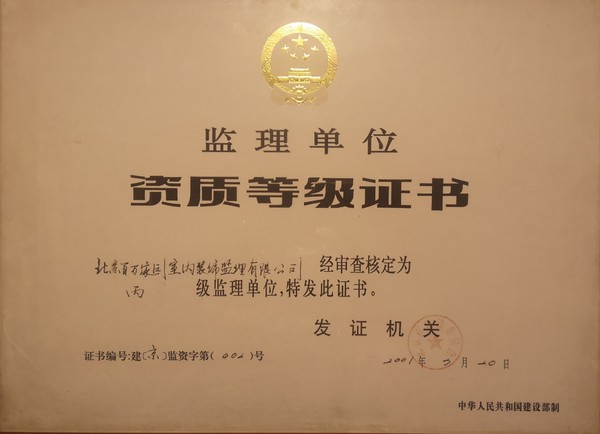 监理单位
资质等级证书
北京百万家园室内装饰监理有限公司 经审查核定为
丙 级监理单位,特发此证书。
发证机关
证书编号:建〔京〕监资字第(002)号
2001年3月20日
中华人民共和国建设部制